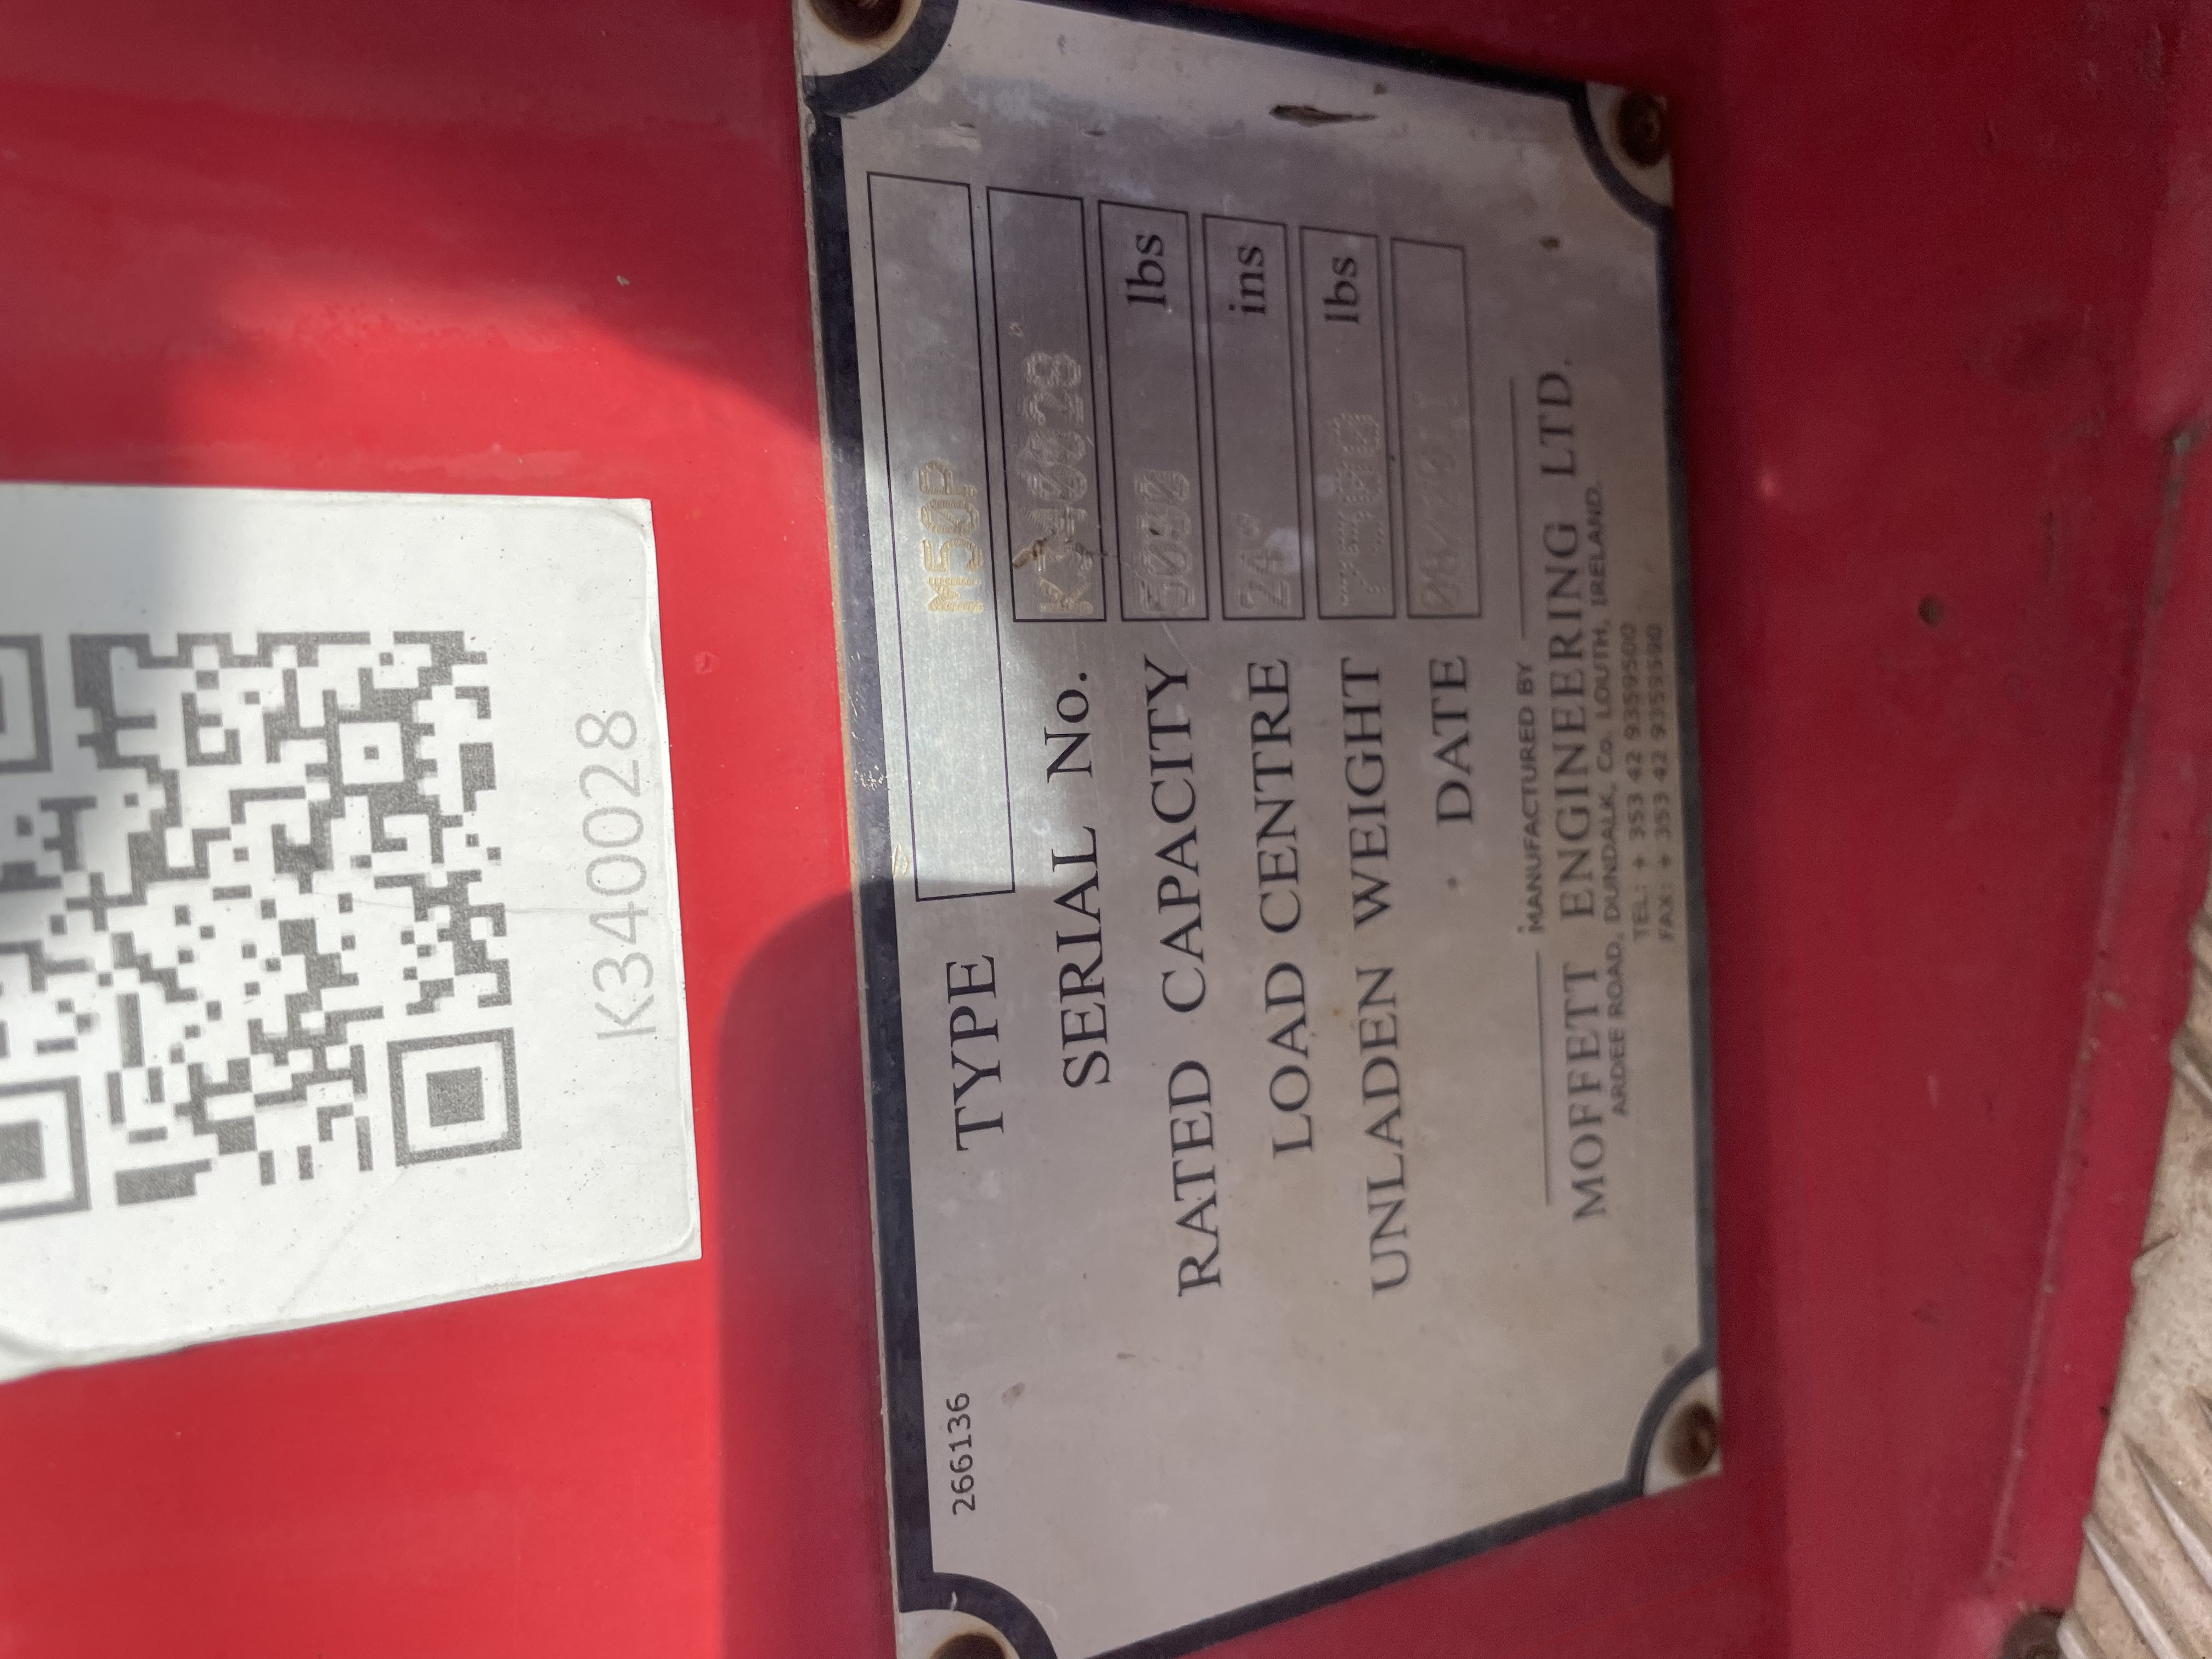 K340028
266136
TYPE M50P
SERIAL No. K340028
RATED CAPACITY 5000 lbs
LOAD CENTRE 24" ins
UNLADEN WEIGHT lbs
DATE
MANUFACTURED BY
MOFFETT ENGINEERING LTD.
ARDEE ROAD, DUNDALK, Co. LOUTH, IRELAND.
TEL: + 353 42 9359500
FAX: + 353 42 9359590